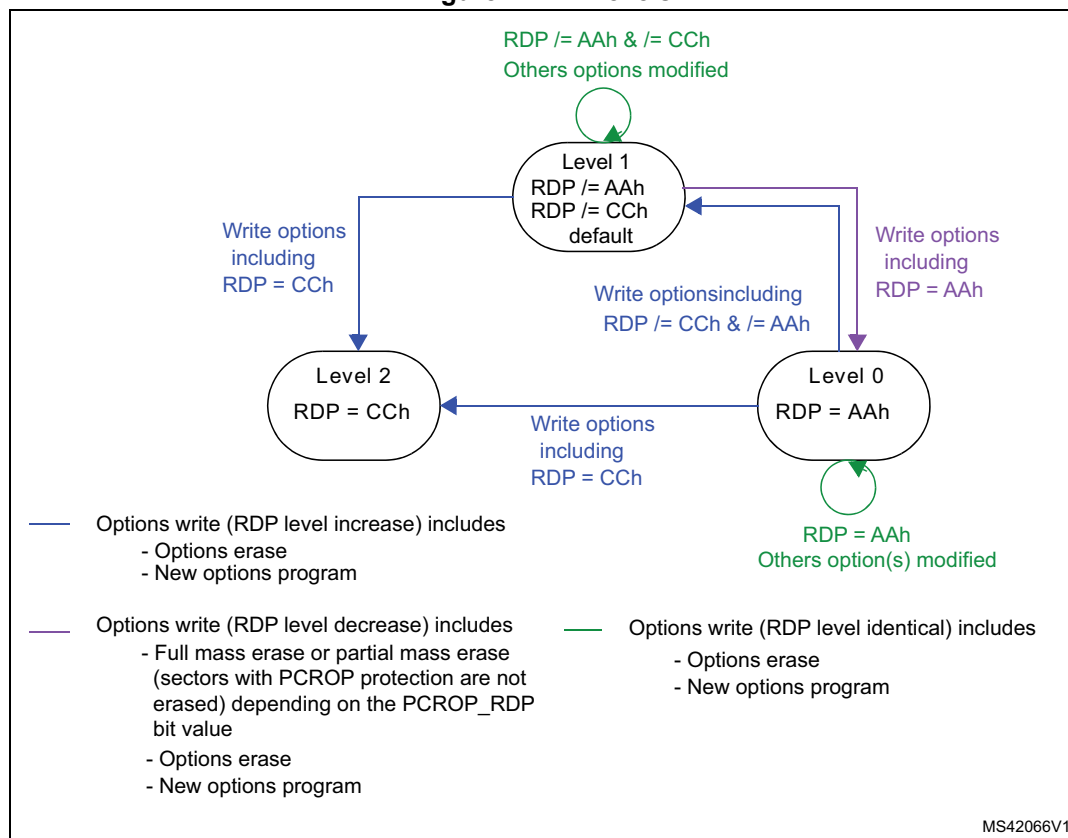 RDP /= AAh & /= CCh
Others options modified
Level 1
RDP /= AAh
RDP /= CCh
default
Write options
including
RDP = CCh
Write options
including
RDP = AAh
Write optionsincluding
RDP /= CCh & /= AAh
Level 2
RDP = CCh
Level 0
RDP = AAh
Write options
including
RDP = CCh
RDP = AAh
Others option(s) modified
Options write (RDP level increase) includes
- Options erase
- New options program
Options write (RDP level decrease) includes
- Full mass erase or partial mass erase
(sectors with PCROP protection are not
erased) depending on the PCROP_RDP
bit value
- Options erase
- New options program
Options write (RDP level identical) includes
- Options erase
- New options program
MS42066V1